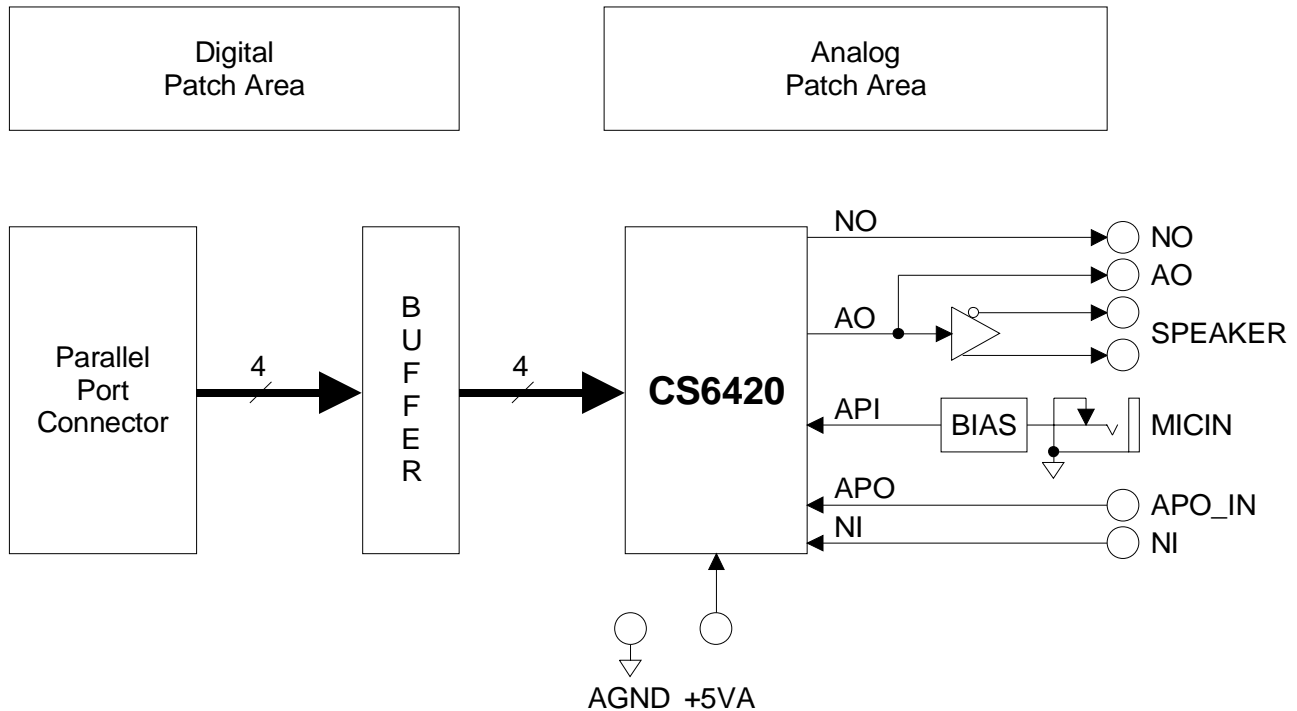 Digital
Patch Area
Analog
Patch Area
Parallel
Port
Connector
4
B
U
F
F
E
R
4
CS6420
NO
NO
AO
AO
SPEAKER
API
BIAS
MICIN
APO
APO_IN
NI
NI
AGND
+5VA